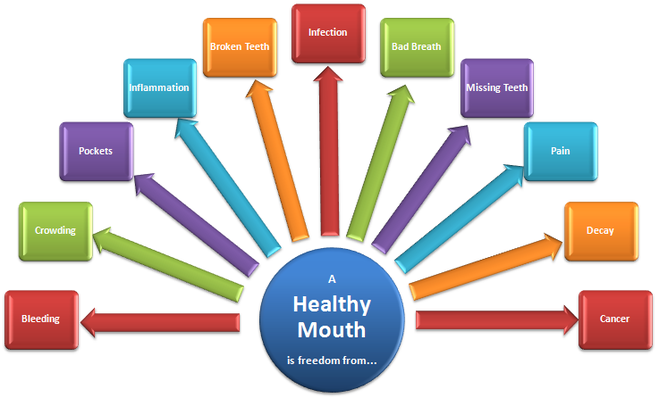 Infection
Broken Teeth
Bad Breath
Inflammation
Missing Teeth
Pockets
Pain
Crowding
Decay
Bleeding
Cancer
A
Healthy
Mouth
is freedom from...